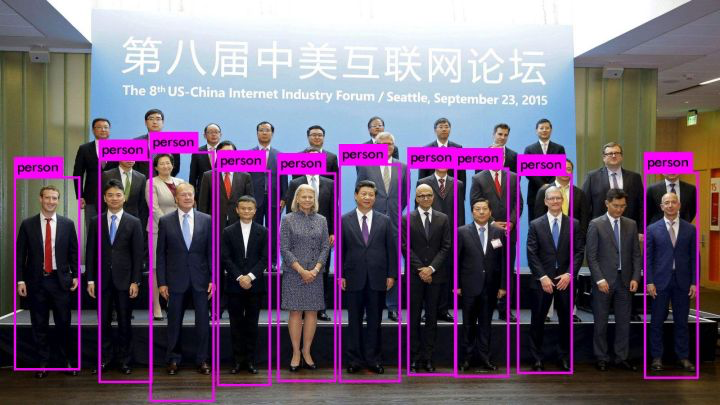 第八届中美互联网论坛
The 8th US-China Internet Industry Forum / Seattle, September 23, 2015
person person person person person person person person person person
person